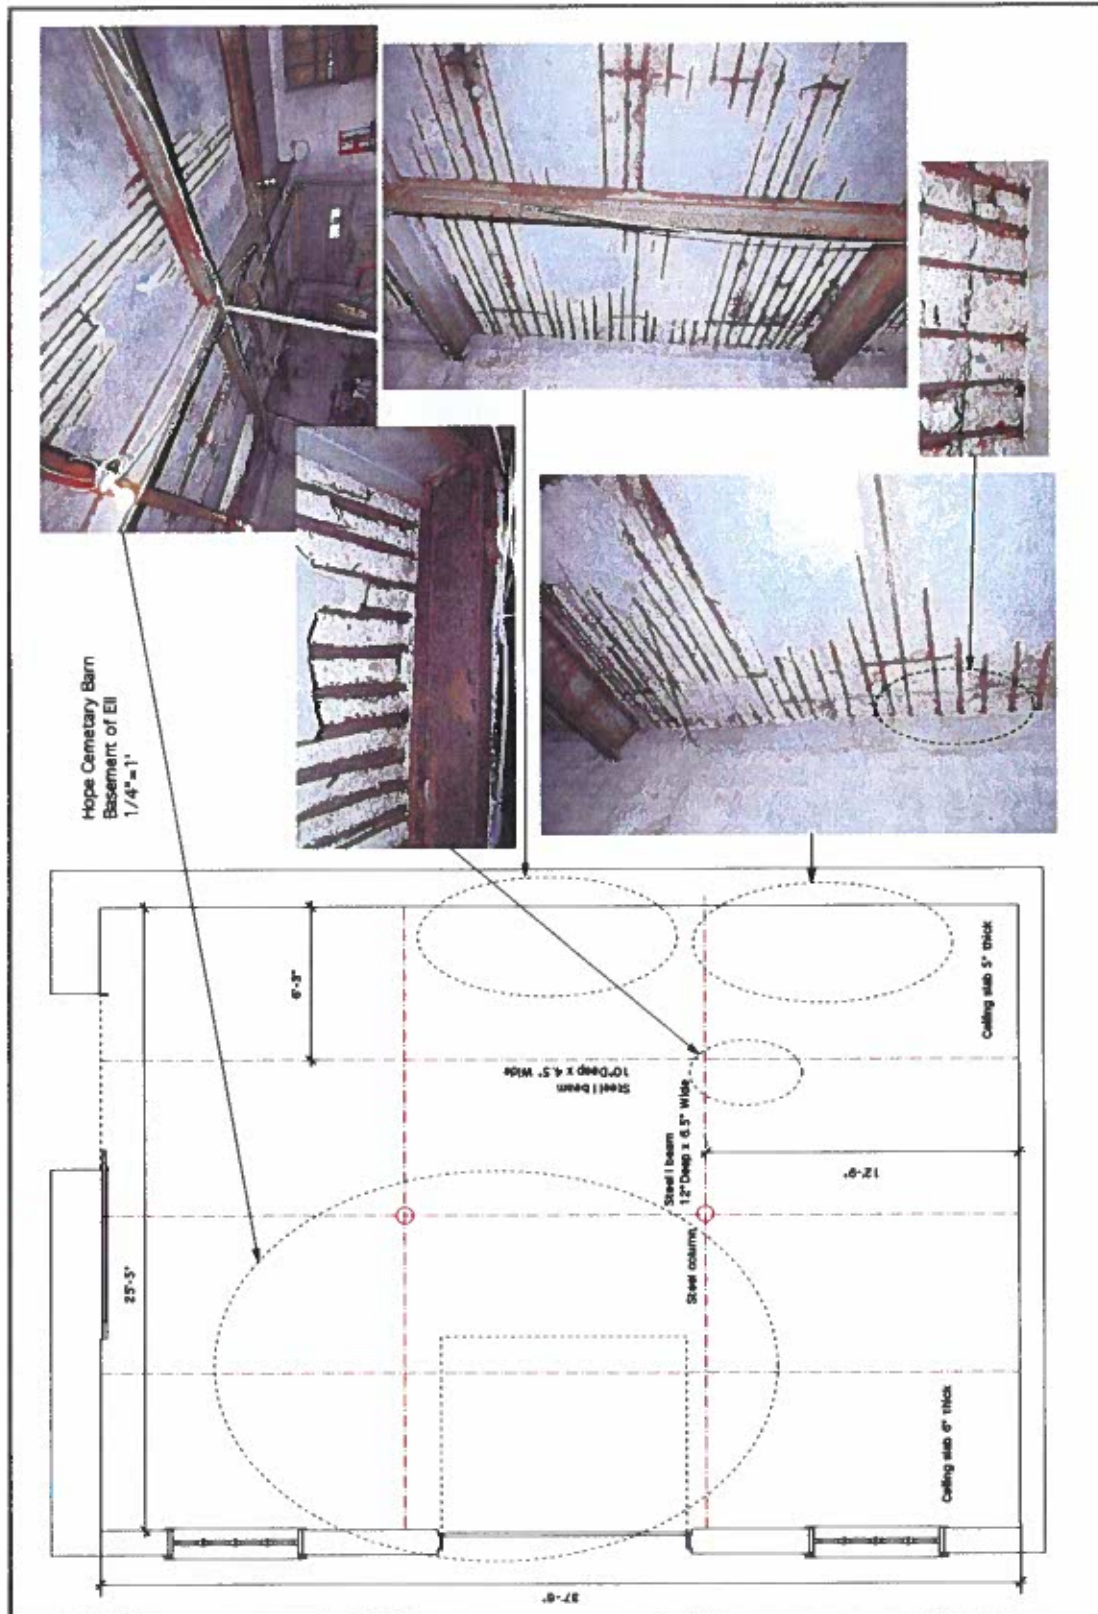 Hope Cemetary Barn
Basement of Ell
1/4"=1'
6'-3"
25'-5"
Steel I beam
10"Deep x 4.5" Wide
Steel I beam
12"Deep x 6.5" Wide
Steel column
12'-9"
Ceiling slab 5" thick
Ceiling slab 6" thick
37'-6"